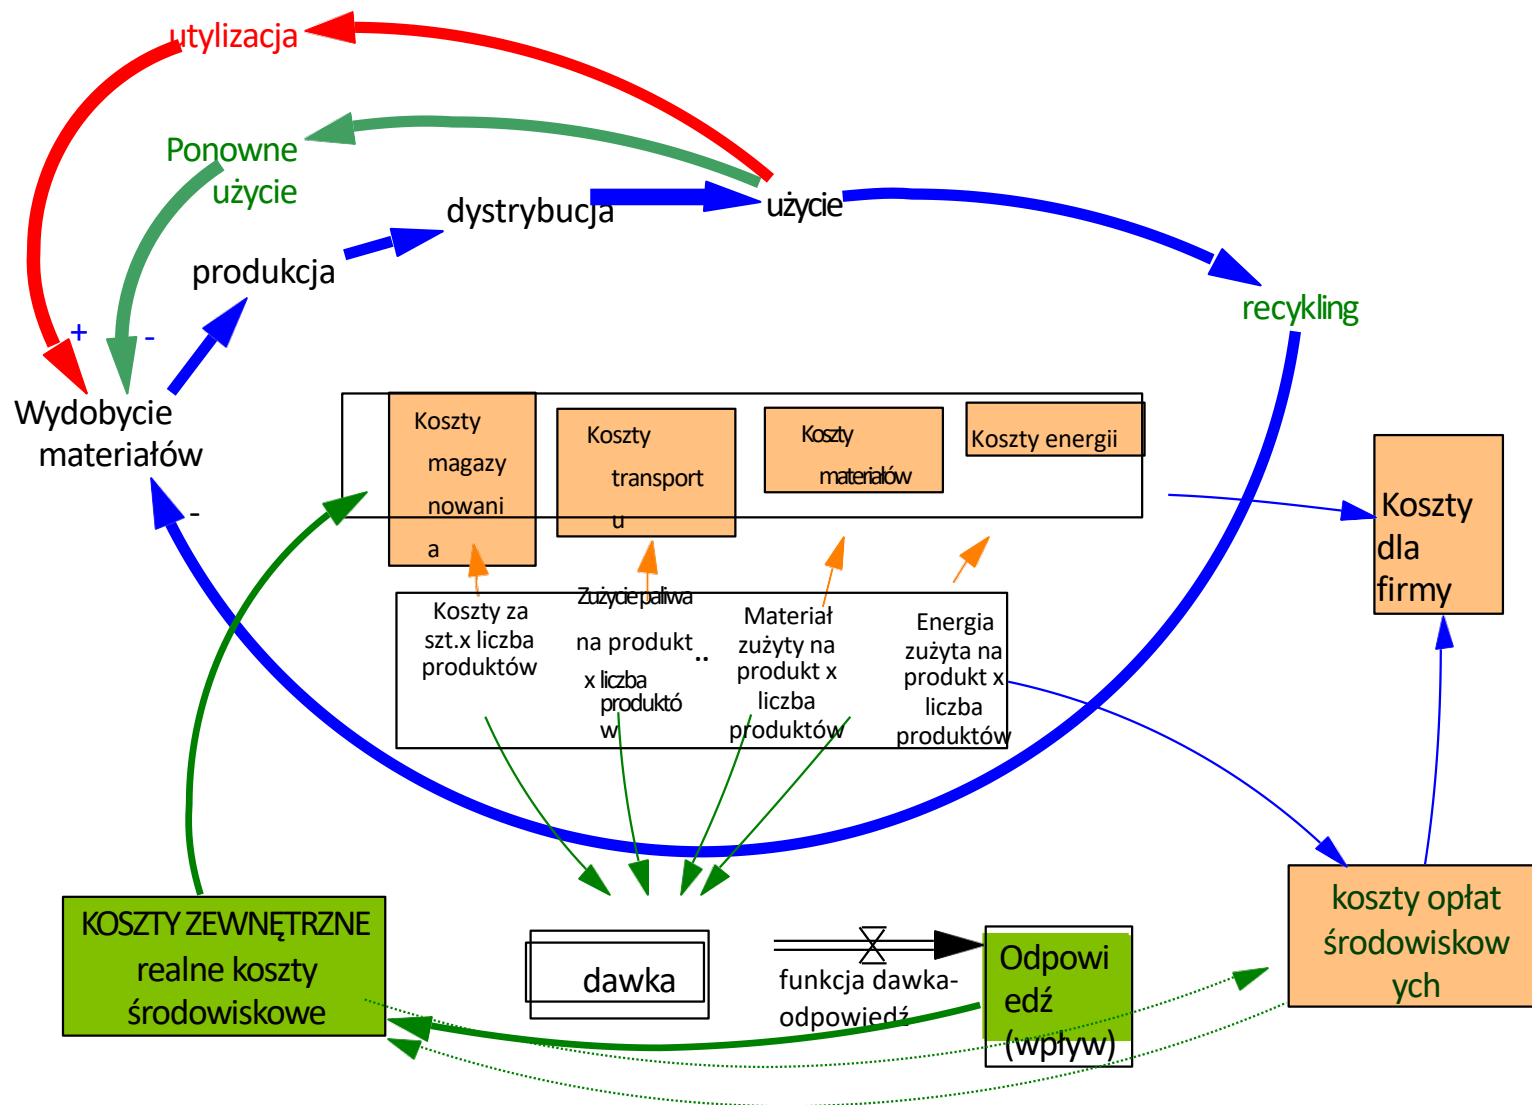 utylizacja
Ponowne
użycie
dystrybucja
użycie
produkcja
recykling
+
-
Wydobycie
materiałów
-
Koszty
magazy
nowani
a
Koszty
transport
u
Koszty
materiałów
Koszty energii
Koszty
dla
firmy
Koszty za
szt.x liczba
produktów
Zużycie paliwa
na produkt
x liczba
produktó
w
..
Materiał
zużyty na
produkt x
liczba
produktów
Energia
zużyta na
produkt x
liczba
produktów
KOSZTY ZEWNĘTRZNE
realne koszty
środowiskowe
dawka
funkcja dawka-
odpowiedź
Odpowi
edź
(wpływ)
koszty opłat
środowiskow
ych